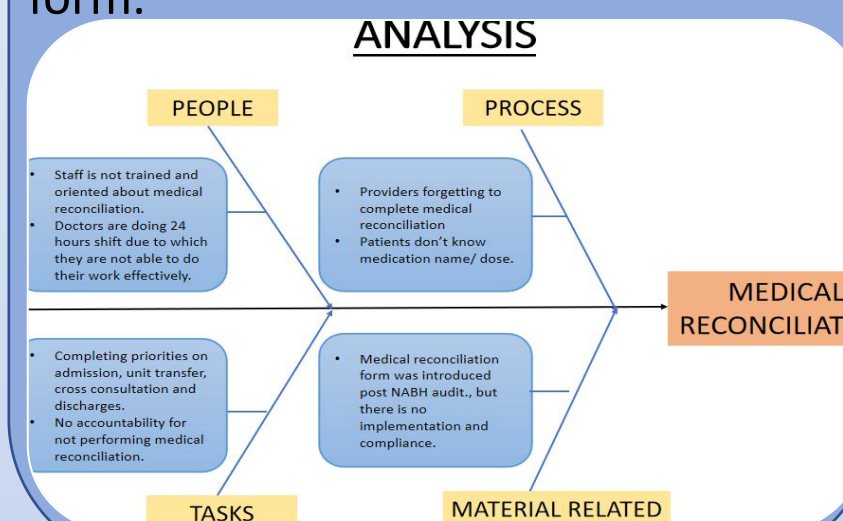 form.
ANALYSIS
PEOPLE
PROCESS
• Staff is not trained and
oriented about medical
reconciliation.
• Doctors are doing 24
hours shift due to which
they are not able to do
their work effectively.
• Providers forgetting to
complete medical
reconciliation
• Patients don't know
medication name/ dose.
MEDICAL
RECONCILIAT
• Completing priorities on
admission, unit transfer,
cross consultation and
discharges.
• No accountability for
not performing medical
reconciliation.
• Medical reconciliation
form was introduced
post NABH audit., but
there is no
implementation and
compliance.
TASKS
MATERIAL RELATED